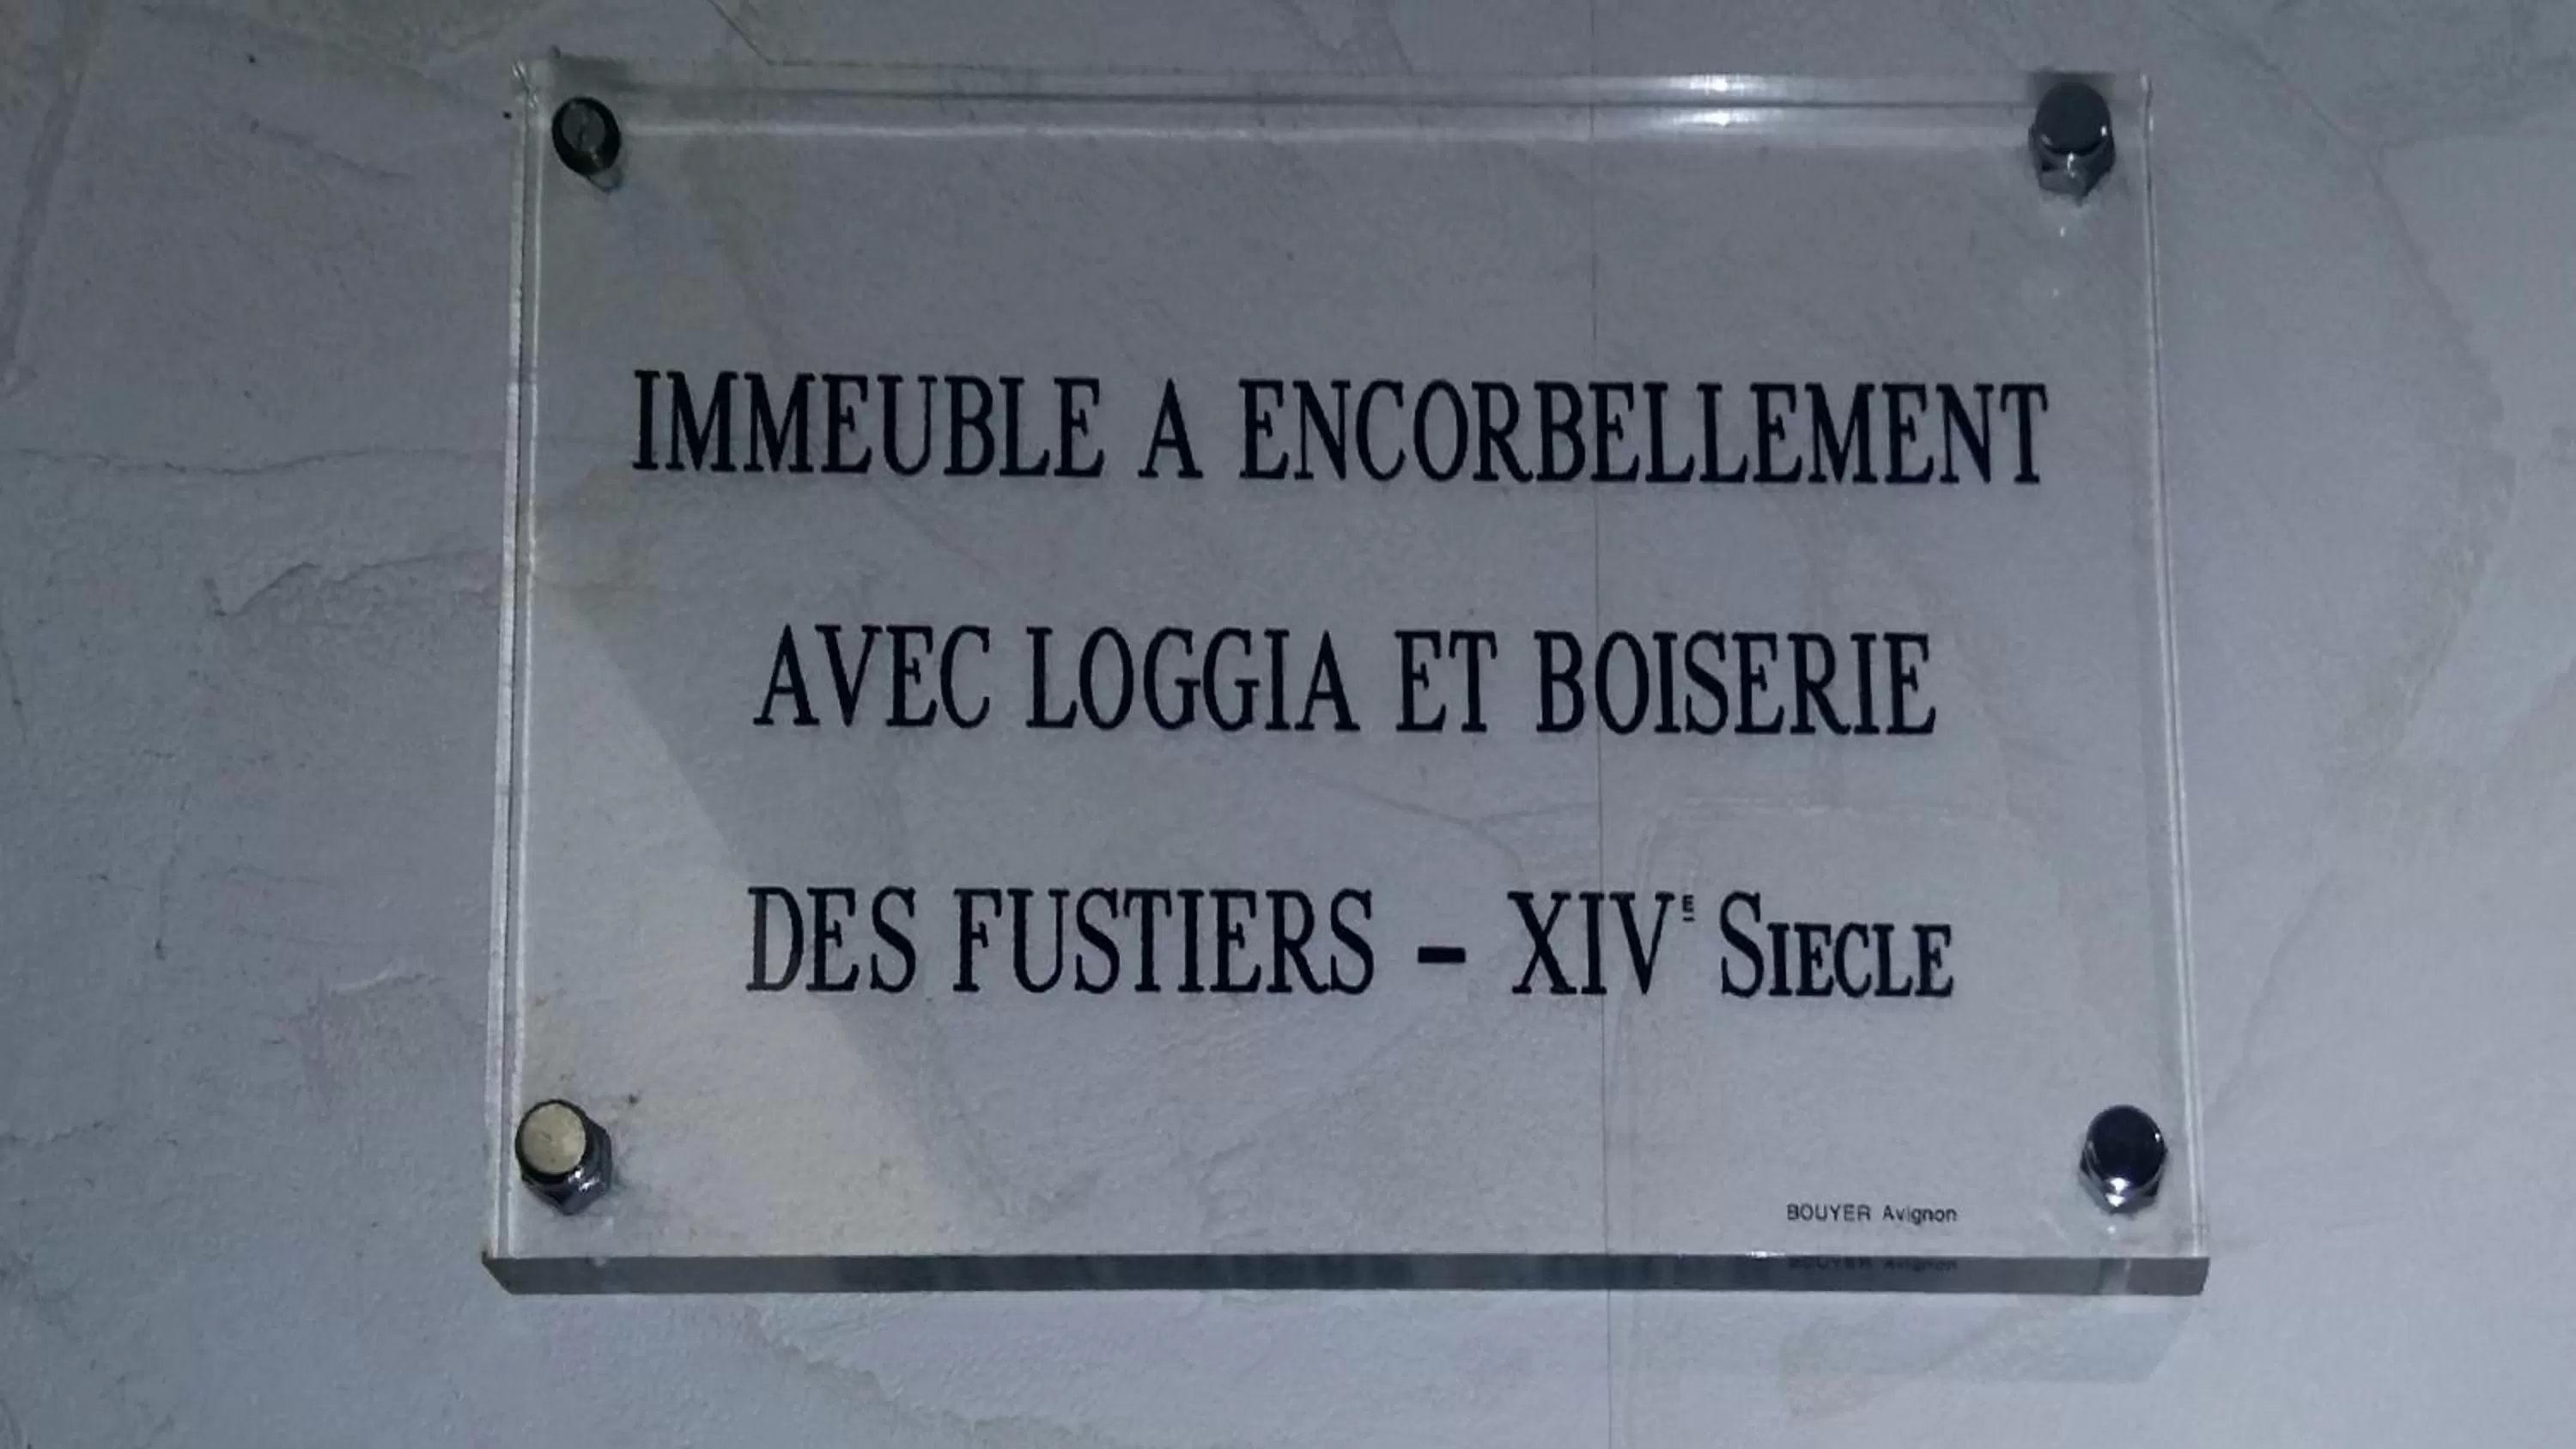 IMMEUBLE A ENCORBELLEMENT
AVEC LOGGIA ET BOISERIE
DES FUSTIERS – XIVᴱ SIECLE
BOUYER Avignon